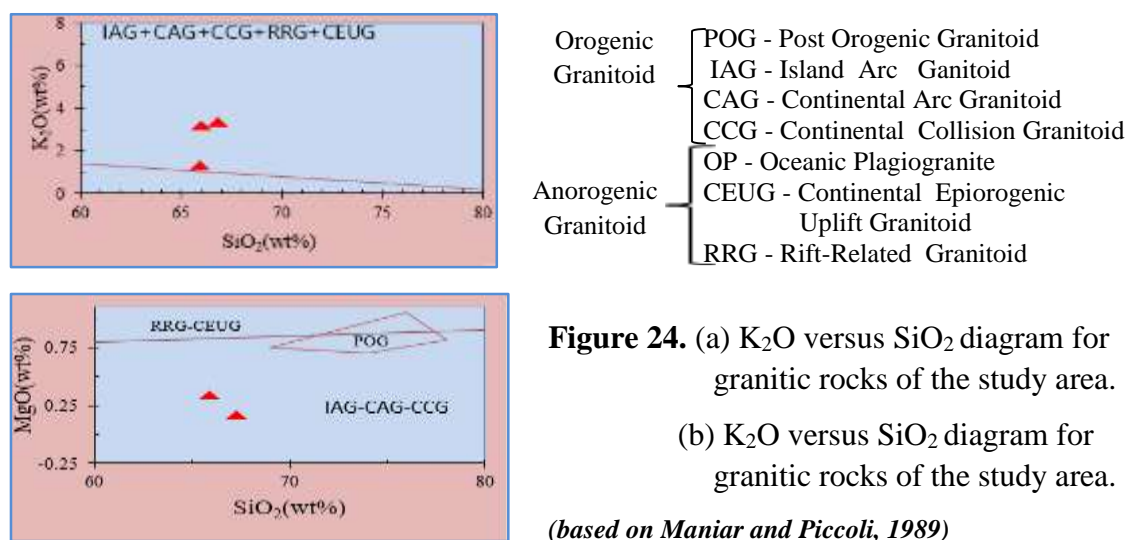 IAG+CAG+CCG+RRG+CEUG
8
6
4
2
0
K₂O(wt%)
60 65 70 75 80
SiO₂(wt%)
Orogenic
Granitoid
POG - Post Orogenic Granitoid
IAG - Island Arc Ganitoid
CAG - Continental Arc Granitoid
CCG - Continental Collision Granitoid
Anorogenic
Granitoid
OP - Oceanic Plagiogranite
CEUG - Continental Epiorogenic
Uplift Granitoid
RRG - Rift-Related Granitoid
RRG-CEUG
POG
IAG-CAG-CCG
0.75
0.25
-0.25
MgO(wt%)
60 70 80
SiO₂(wt%)
Figure 24. (a) K₂O versus SiO₂ diagram for
granitic rocks of the study area.
(b) K₂O versus SiO₂ diagram for
granitic rocks of the study area.
(based on Maniar and Piccoli, 1989)